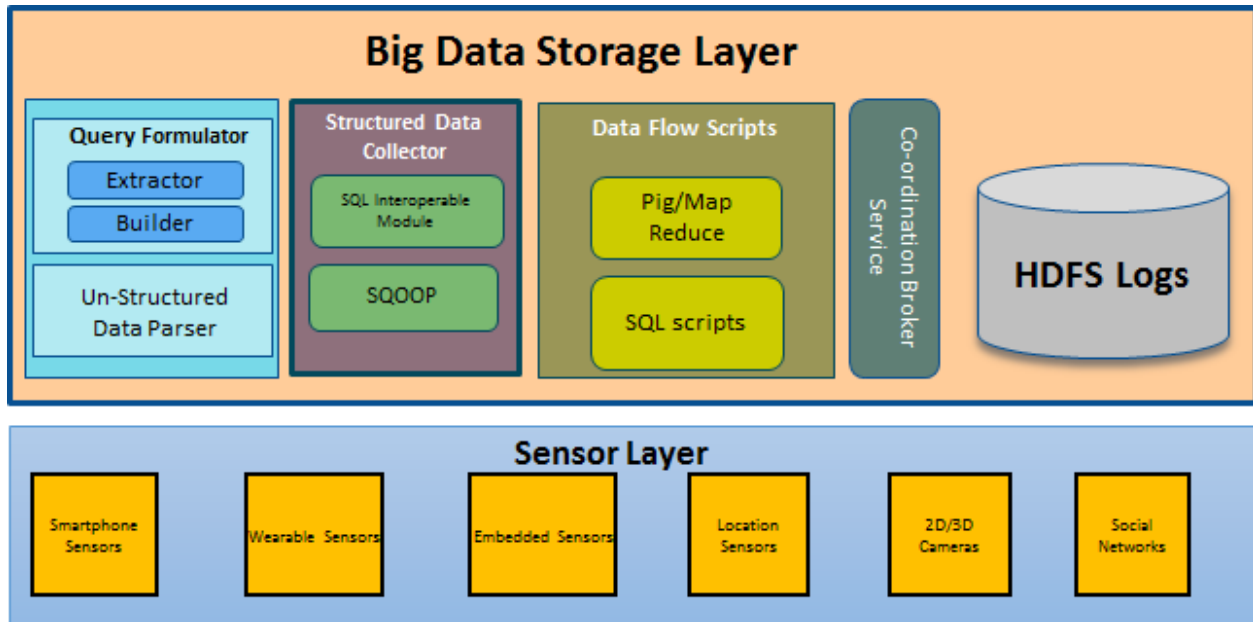 Big Data Storage Layer
Query Formulator
Extractor
Builder
Un-Structured
Data Parser
Structured Data
Collector
SQL Interoperable
Module
SQOOP
Data Flow Scripts
Pig/Map
Reduce
SQL scripts
Co-ordination Broker
Service
HDFS Logs
Sensor Layer
Smartphone
Sensors
Wearable Sensors
Embedded Sensors
Location
Sensors
2D/3D
Cameras
Social
Networks